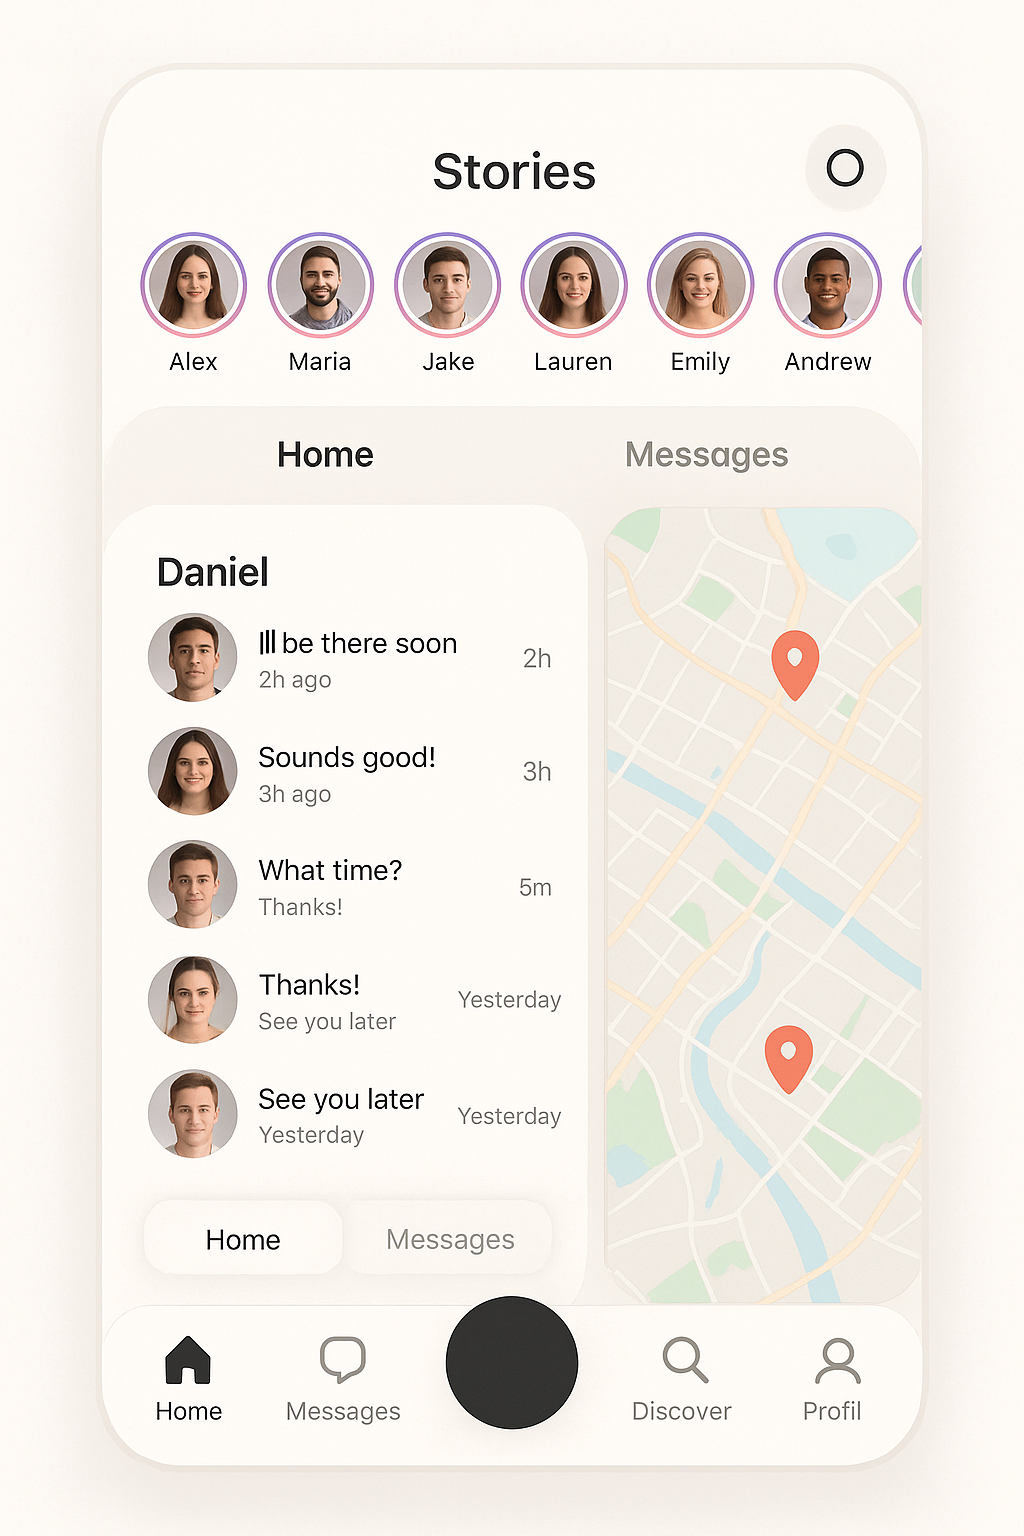 Stories
Alex
Maria
Jake
Lauren
Emily
Andrew
Home
Messages
Daniel
be there soon
2h ago
2h
Sounds good!
3h ago
3h
What time?
Thanks!
5m
Thanks!
See you later
Yesterday
See you later
Yesterday
Yesterday
Home
Messages
Home
Messages
Discover
Profil